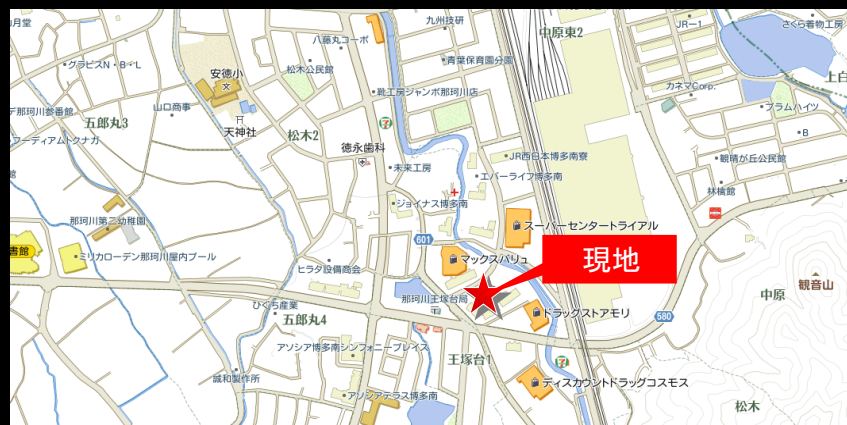 月堂
九州技研
中原東2
JR-1
さくら着物工房
八藤丸コーポ
グラビスN・B・L
安徳小
松木公民館
青葉保育園分園
上白
カネマCorp.
靴工房ジャンボ那珂川店
山口商事
那珂川参番館
プラムハイツ
五郎丸3
天神社
松木2
B
アーディアムトクナガ
徳永歯科
JR西日本博多南寮
観晴が丘公民館
未来工房
エバーライフ博多南
林檎館
館
ジョイナス博多南
那珂川第二幼稚園
スーパーセンタートライアル
601
書館
ミリカローデン那珂川屋内プール
マックスバリュ
現地
ヒラタ設備商会
中原
観音山
那珂川王塚台局
ひぐち産業
ドラッグストアモリ
580
五郎丸4
アソシア博多南シンフォニープレイス
王塚台1
誠和製作所
ディスカウントドラッグコスモス
アソシアテラス博多南
松木